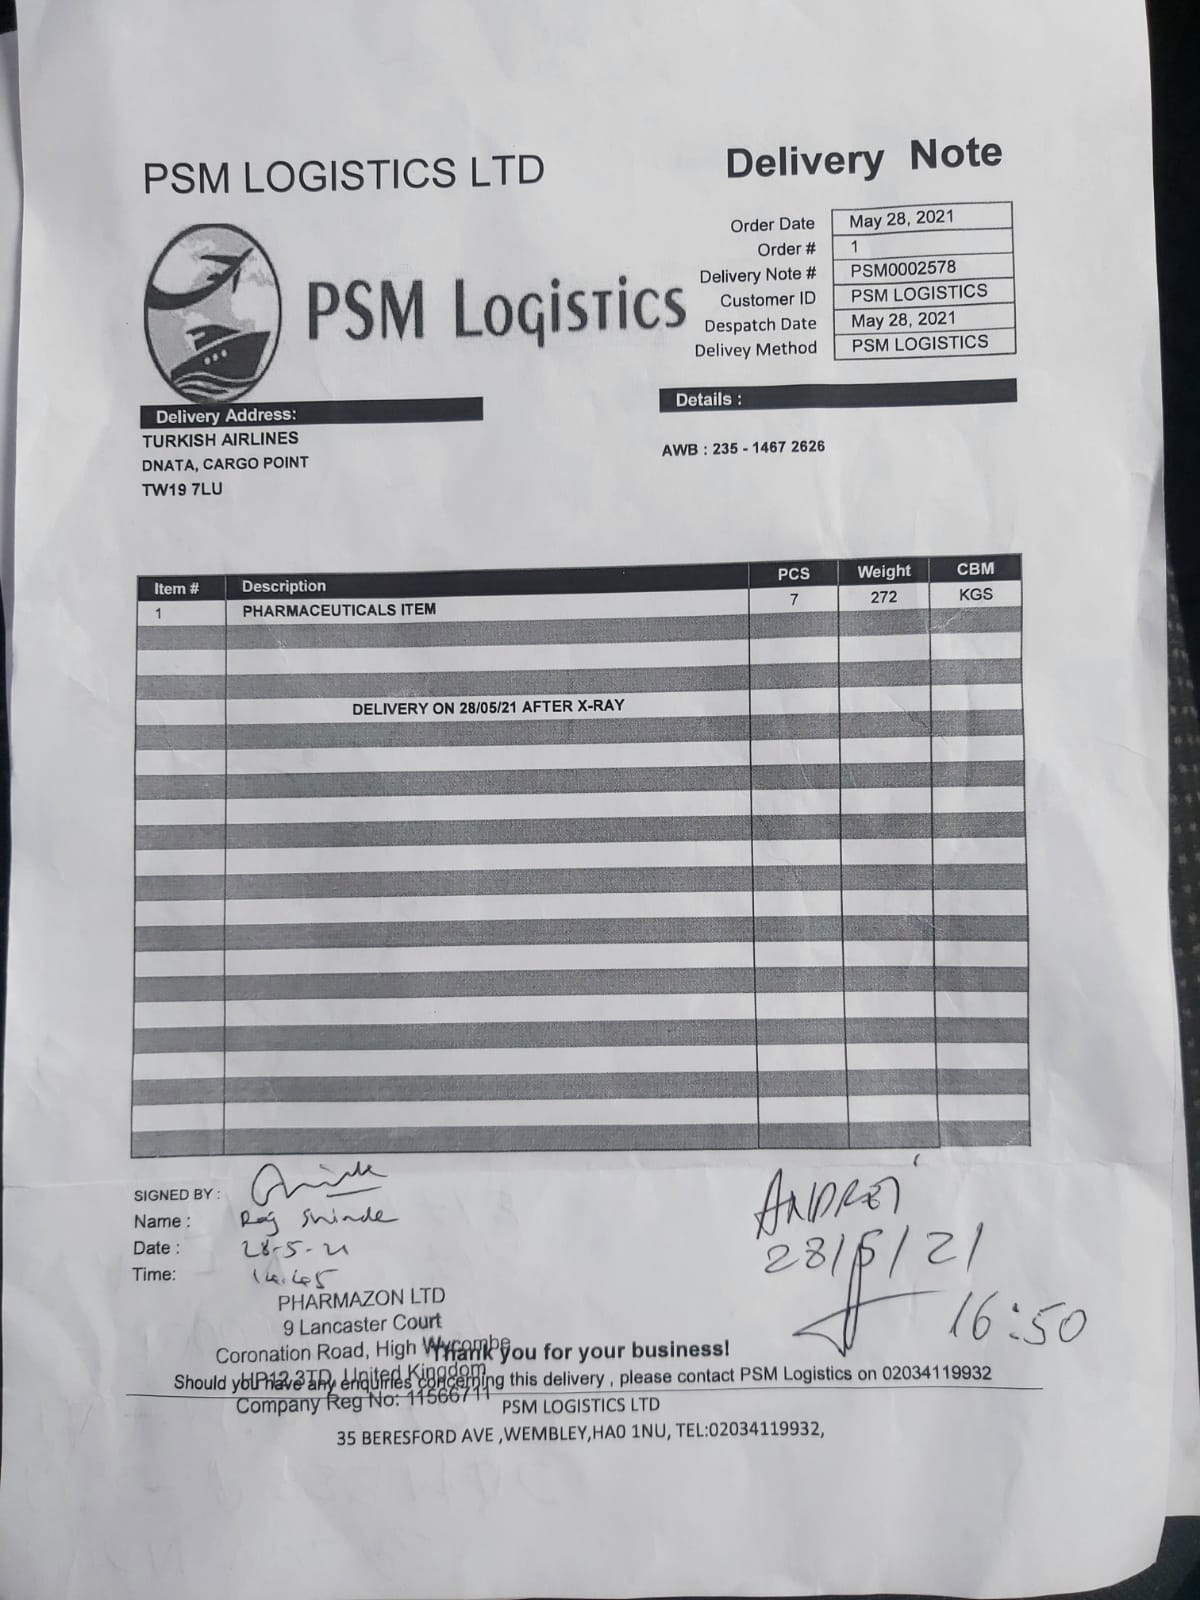 PSM LOGISTICS LTD
Delivery Note
PSM Logistics
Order Date May 28, 2021
Order # 1
Delivery Note # PSM0002578
Customer ID PSM LOGISTICS
Despatch Date May 28, 2021
Delivey Method PSM LOGISTICS
Delivery Address:
TURKISH AIRLINES
DNATA, CARGO POINT
TW19 7LU
Details :
AWB : 235 - 1467 2626
Item # Description PCS Weight CBM
1 PHARMACEUTICALS ITEM 7 272 KGS
DELIVERY ON 28/05/21 AFTER X-RAY
SIGNED BY :
Name : Raj Shinde
Date : 28-5-21
Time: 14.45
ANDREI
28/5/21
16:50
PHARMAZON LTD
9 Lancaster Court
Coronation Road, High Wycombe
Thank you for your business!
HP12 3TD, United Kingdom
Should you have any enquiries concerning this delivery , please contact PSM Logistics on 02034119932
Company Reg No: 11566711
PSM LOGISTICS LTD
35 BERESFORD AVE ,WEMBLEY,HA0 1NU, TEL:02034119932,